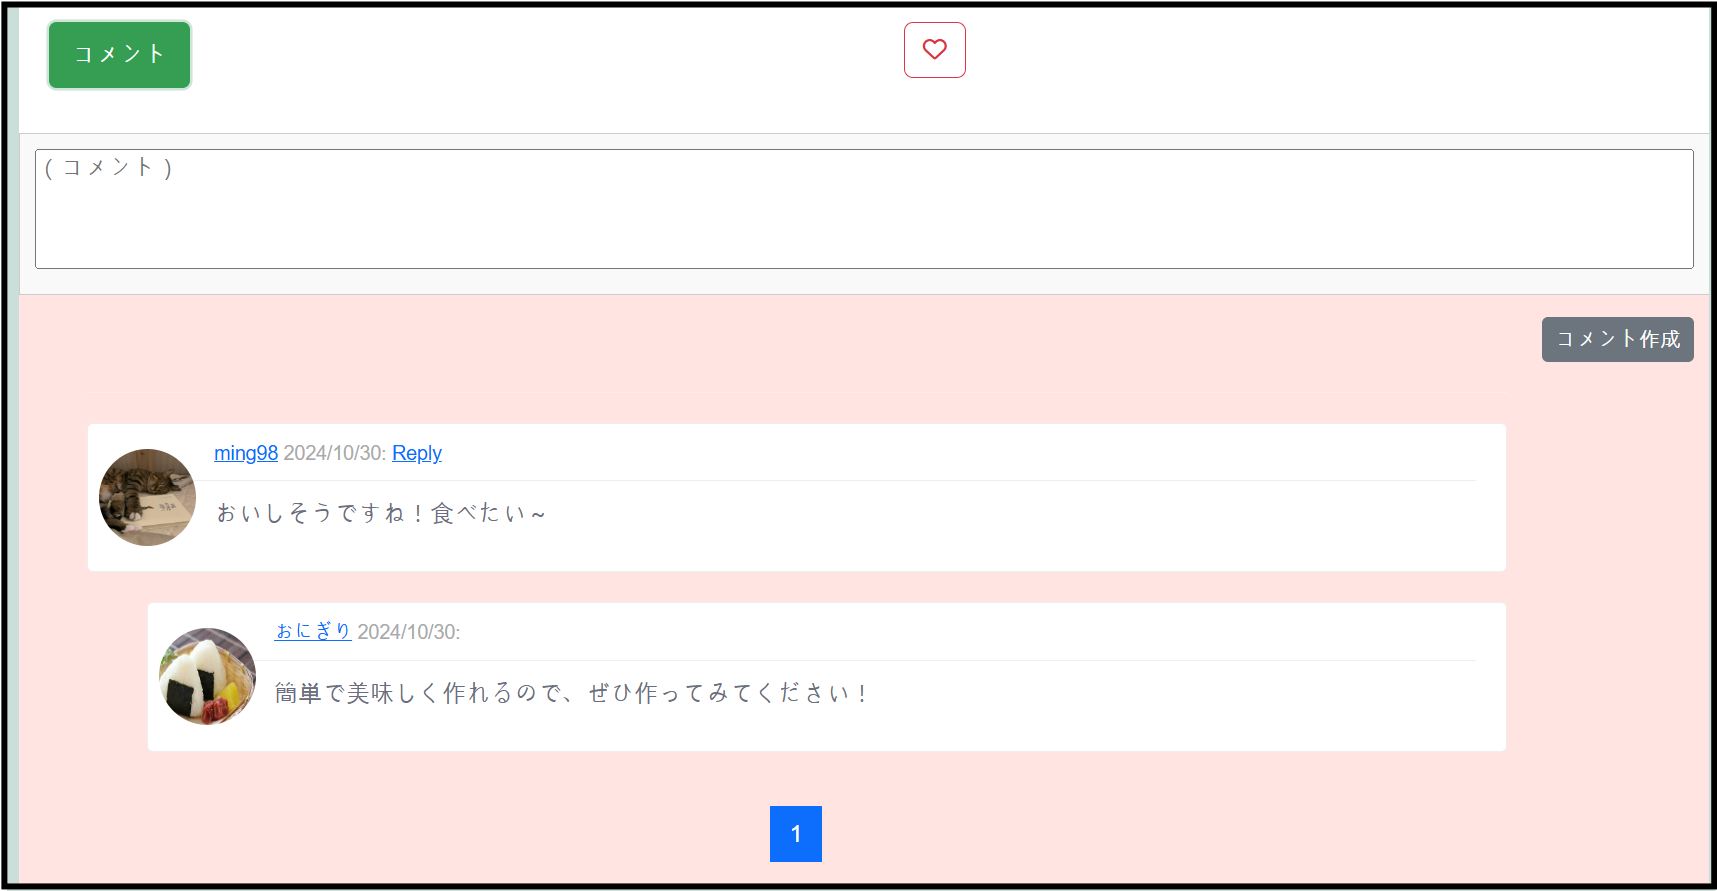 コメント
( コメント )
コメント作成
ming98 2024/10/30: Reply
おいしそうですね！食べたい～
おにぎり 2024/10/30:
簡単で美味しく作れるので、ぜひ作ってみてください！
1